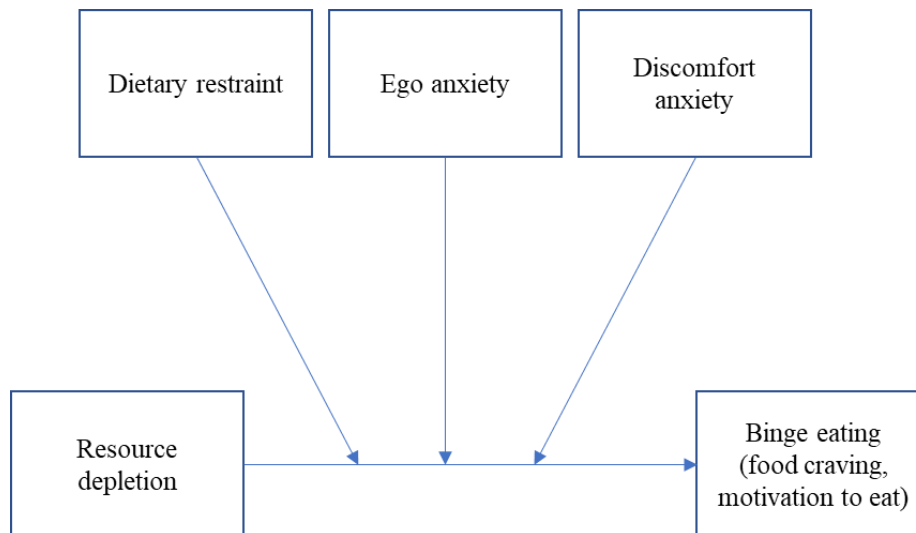 Dietary restraint
Ego anxiety
Discomfort
anxiety
Resource
depletion
Binge eating
(food craving,
motivation to eat)